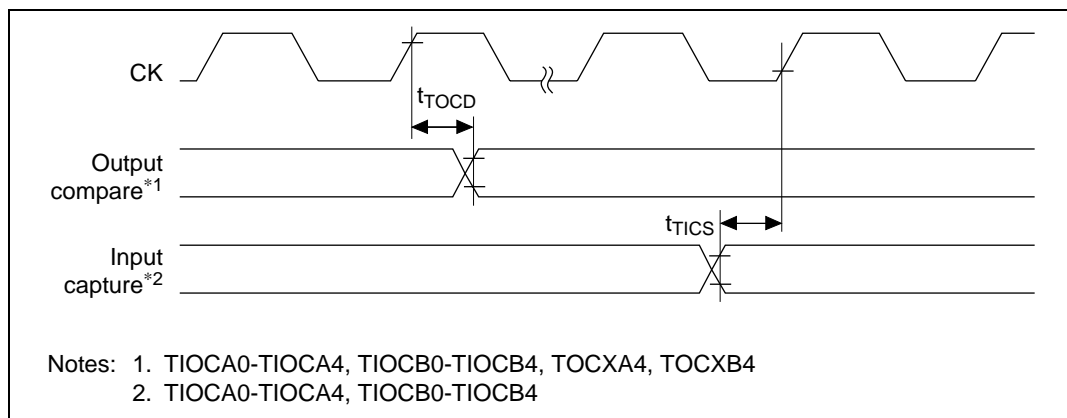 CK
tTOCD
Output
compare*1
tTICS
Input
capture*2
Notes: 1. TIOCA0-TIOCA4, TIOCB0-TIOCB4, TOCXA4, TOCXB4
2. TIOCA0-TIOCA4, TIOCB0-TIOCB4